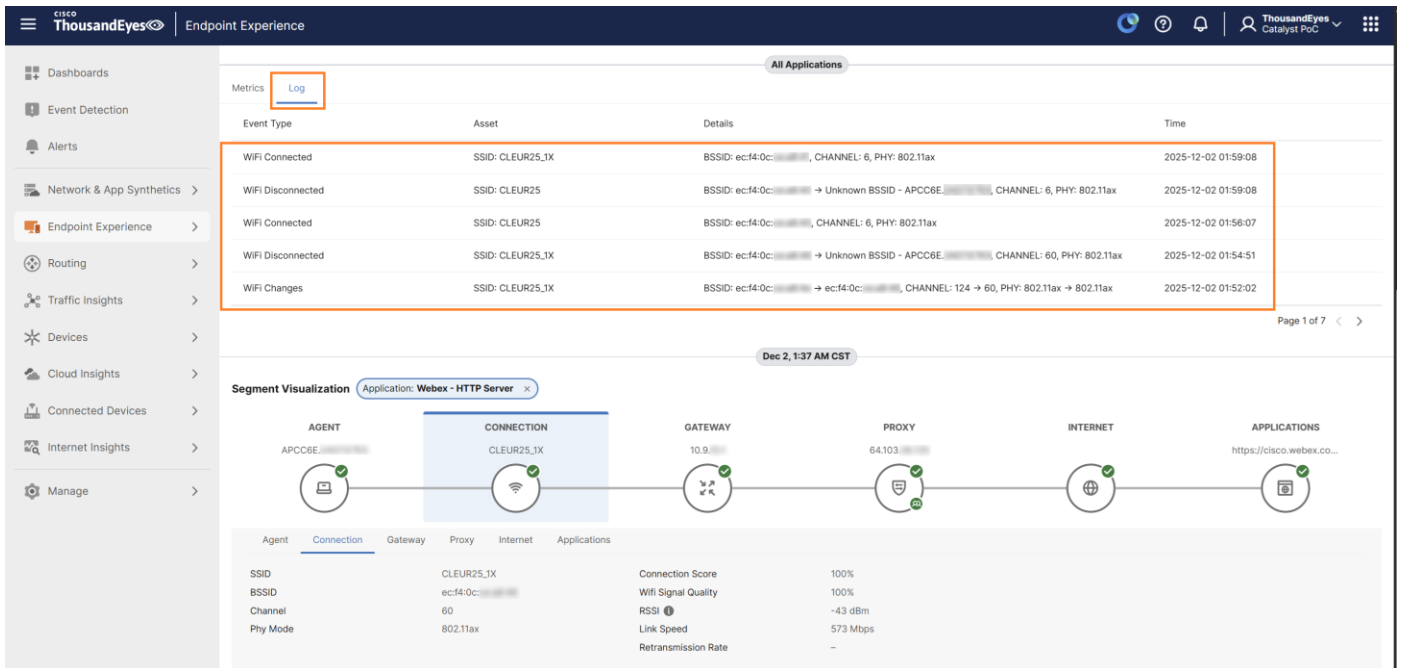 CISCO
ThousandEyes
Endpoint Experience
ThousandEyes
Catalyst PoC
Dashboards
Event Detection
Alerts
Network & App Synthetics
Endpoint Experience
Routing
Traffic Insights
Devices
Cloud Insights
Connected Devices
Internet Insights
Manage
All Applications
Metrics Log
Event Type Asset Details Time
WiFi Connected SSID: CLEUR25_1X BSSID: ec:f4:0c: , CHANNEL: 6, PHY: 802.11ax 2025-12-02 01:59:08
WiFi Disconnected SSID: CLEUR25 BSSID: ec:f4:0c: → Unknown BSSID - APCC6E. , CHANNEL: 6, PHY: 802.11ax 2025-12-02 01:59:08
WiFi Connected SSID: CLEUR25 BSSID: ec:f4:0c: , CHANNEL: 6, PHY: 802.11ax 2025-12-02 01:56:07
WiFi Disconnected SSID: CLEUR25_1X BSSID: ec:f4:0c: → Unknown BSSID - APCC6E. , CHANNEL: 60, PHY: 802.11ax 2025-12-02 01:54:51
WiFi Changes SSID: CLEUR25_1X BSSID: ec:f4:0c: → ec:f4:0c: , CHANNEL: 124 → 60, PHY: 802.11ax → 802.11ax 2025-12-02 01:52:02
Page 1 of 7
Dec 2, 1:37 AM CST
Segment Visualization Application: Webex - HTTP Server ×
AGENT CONNECTION GATEWAY PROXY INTERNET APPLICATIONS
APCC6E. CLEUR25_1X 10.9. 64.103. https://cisco.webex.co...
Agent Connection Gateway Proxy Internet Applications
SSID CLEUR25_1X Connection Score 100%
BSSID ec:f4:0c: Wifi Signal Quality 100%
Channel 60 RSSI -43 dBm
Phy Mode 802.11ax Link Speed 573 Mbps
Retransmission Rate –